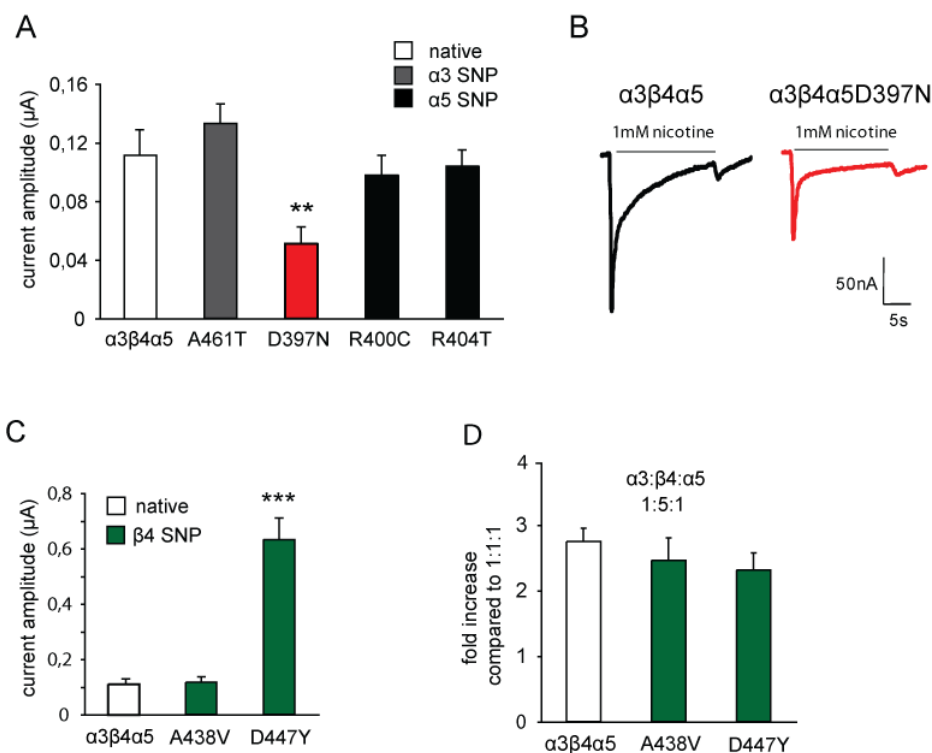 A
native
α3 SNP
α5 SNP
current amplitude (µA)
0,16
0,12
0,08
0,04
0
**
α3β4α5
A461T
D397N
R400C
R404T
B
α3β4α5
α3β4α5D397N
1mM nicotine
1mM nicotine
50nA
5s
C
native
β4 SNP
current amplitude (µA)
0,8
0,6
0,4
0,2
0
***
α3β4α5
A438V
D447Y
D
α3:β4:α5
1:5:1
fold increase
compared to 1:1:1
4
3
2
1
0
α3β4α5
A438V
D447Y